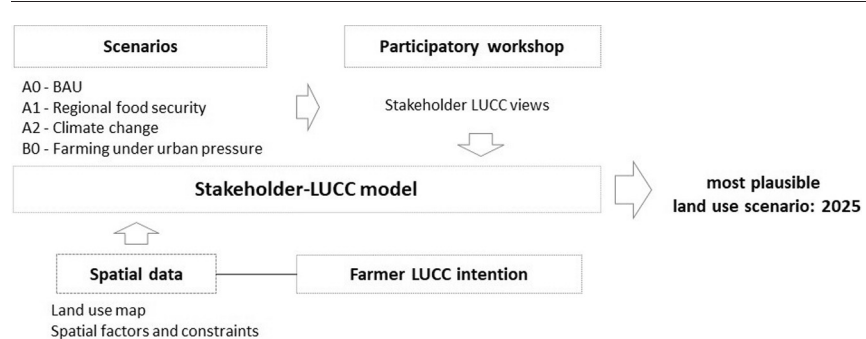 Scenarios
A0 - BAU
A1 - Regional food security
A2 - Climate change
B0 - Farming under urban pressure
Participatory workshop
Stakeholder LUCC views
Stakeholder-LUCC model
most plausible
land use scenario: 2025
Spatial data
Farmer LUCC intention
Land use map
Spatial factors and constraints